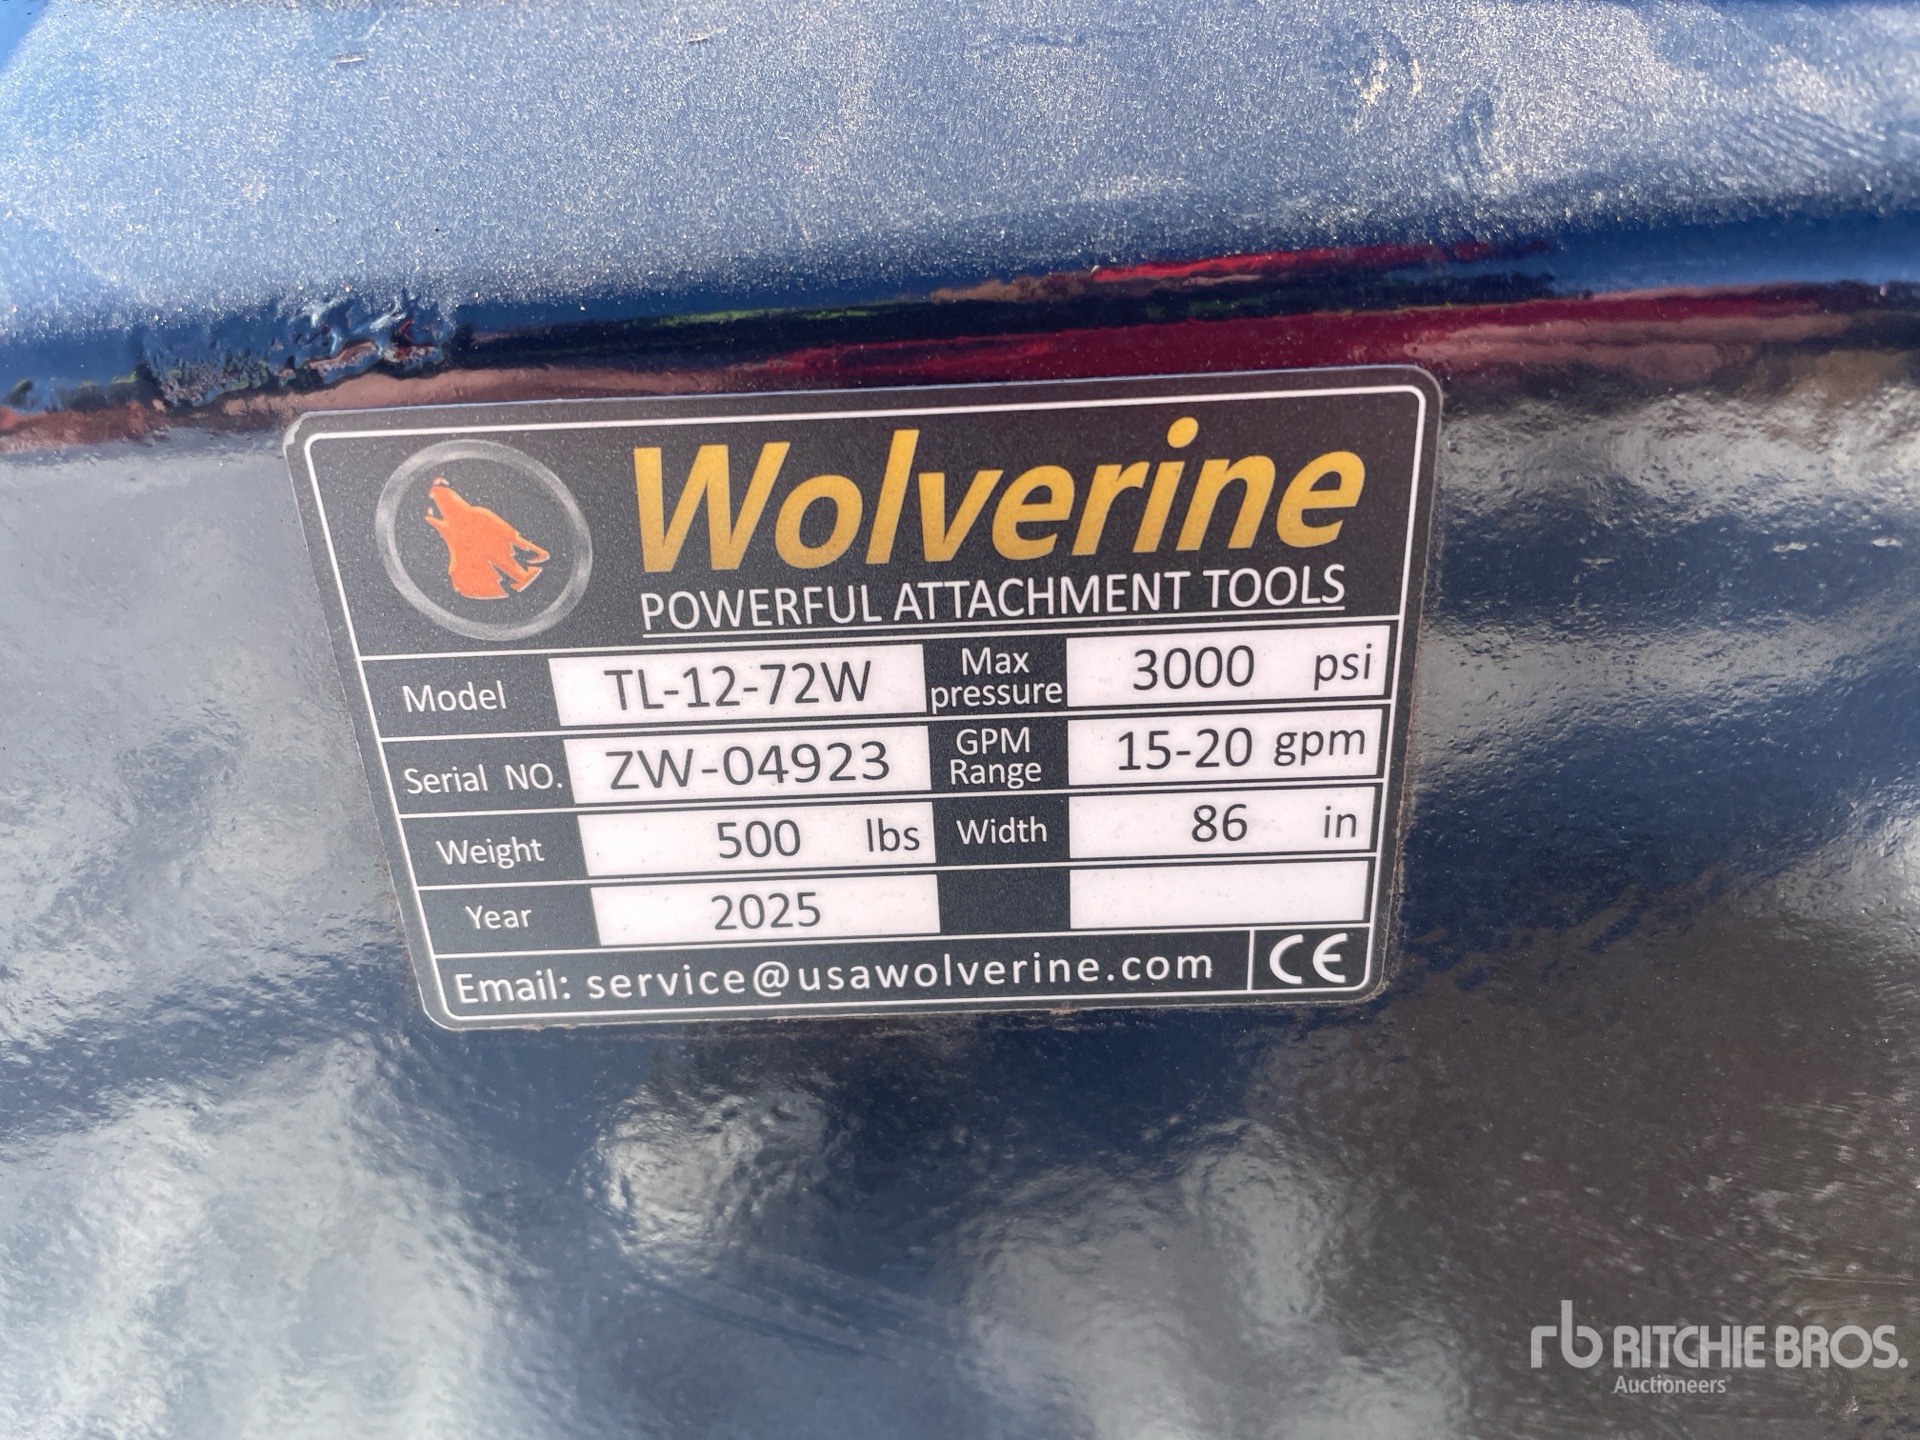 Wolverine
POWERFUL ATTACHMENT TOOLS
Model TL-12-72W Max pressure 3000 psi
Serial NO. ZW-04923 GPM Range 15-20 gpm
Weight 500 lbs Width 86 in
Year 2025
Email: service@usawolverine.com CE
rb RITCHIE BROS.
Auctioneers